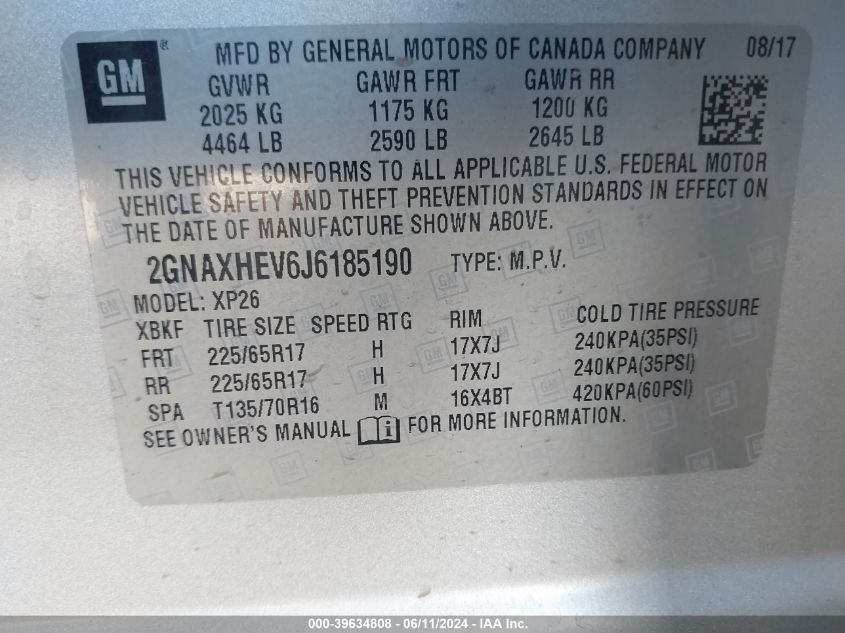 GM ® MFD BY GENERAL MOTORS OF CANADA COMPANY 08/17
GVWR GAWR FRT GAWR RR
2025 KG 1175 KG 1200 KG
4464 LB 2590 LB 2645 LB
THIS VEHICLE CONFORMS TO ALL APPLICABLE U.S. FEDERAL MOTOR
VEHICLE SAFETY AND THEFT PREVENTION STANDARDS IN EFFECT ON
THE DATE OF MANUFACTURE SHOWN ABOVE.
2GNAXHEV6J6185190 TYPE: M.P.V.
MODEL: XP26
XBKF TIRE SIZE SPEED RTG RIM COLD TIRE PRESSURE
FRT 225/65R17 H 17X7J 240KPA(35PSI)
RR 225/65R17 H 17X7J 240KPA(35PSI)
SPA T135/70R16 M 16X4BT 420KPA(60PSI)
SEE OWNER'S MANUAL FOR MORE INFORMATION.
000-39634808 - 06/11/2024 - IAA, Inc.